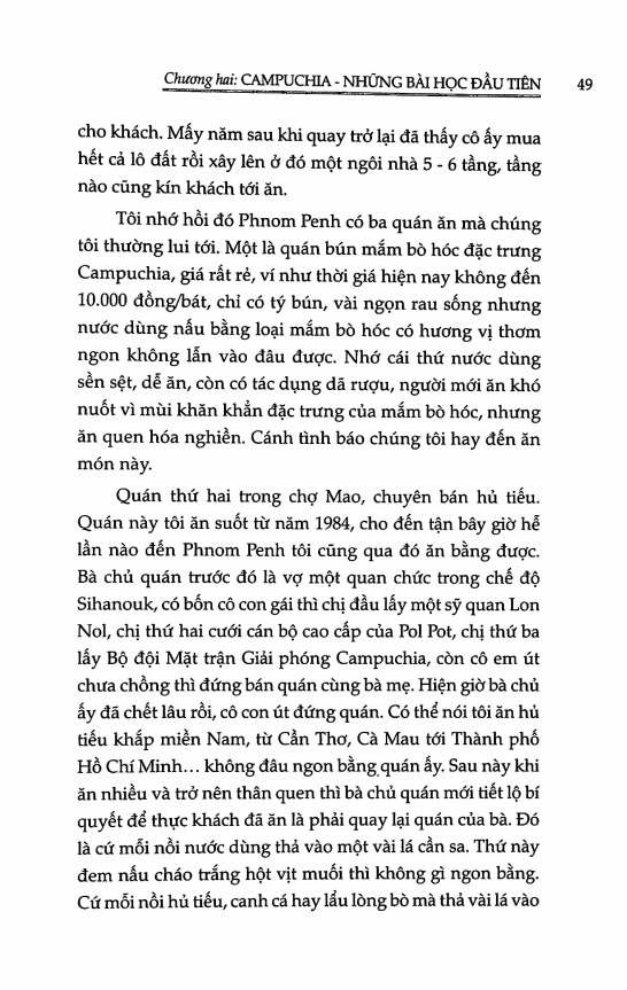 Chương hai: CAMPUCHIA - NHỮNG BÀI HỌC ĐẦU TIÊN 49
cho khách. Mấy năm sau khi quay trở lại đã thấy cô ấy mua
hết cả lô đất rồi xây lên ở đó một ngôi nhà 5 - 6 tầng, tầng
nào cũng kín khách tới ăn.
Tôi nhớ hồi đó Phnom Penh có ba quán ăn mà chúng
tôi thường lui tới. Một là quán bún mắm bò hóc đặc trưng
Campuchia, giá rất rẻ, ví như thời giá hiện nay không đến
10.000 đồng/bát, chỉ có tý bún, vài ngọn rau sống nhưng
nước dùng nấu bằng loại mắm bò hóc có hương vị thơm
ngon không lẫn vào đâu được. Nhớ cái thứ nước dùng
sền sệt, dễ ăn, còn có tác dụng dã rượu, người mới ăn khó
nuốt vì mùi khăn khẳn đặc trưng của mắm bò hóc, nhưng
ăn quen hóa nghiền. Cánh tình báo chúng tôi hay đến ăn
món này.
Quán thứ hai trong chợ Mao, chuyên bán hủ tiếu.
Quán này tôi ăn suốt từ năm 1984, cho đến tận bây giờ hễ
lần nào đến Phnom Penh tôi cũng qua đó ăn bằng được.
Bà chủ quán trước đó là vợ một quan chức trong chế độ
Sihanouk, có bốn cô con gái thì chị đầu lấy một sỹ quan Lon
Nol, chị thứ hai cưới cán bộ cao cấp của Pol Pot, chị thứ ba
lấy Bộ đội Mặt trận Giải phóng Campuchia, còn cô em út
chưa chồng thì đứng bán quán cùng bà mẹ. Hiện giờ bà chủ
ấy đã chết lâu rồi, cô con út đứng quán. Có thể nói tôi ăn hủ
tiếu khắp miền Nam, từ Cần Thơ, Cà Mau tới Thành phố
Hồ Chí Minh... không đâu ngon bằng quán ấy. Sau này khi
ăn nhiều và trở nên thân quen thì bà chủ quán mới tiết lộ bí
quyết để thực khách đã ăn là phải quay lại quán của bà. Đó
là cứ mỗi nồi nước dùng thả vào một vài lá cần sa. Thứ này
đem nấu cháo trắng hột vịt muối thì không gì ngon bằng.
Cứ mỗi nồi hủ tiếu, canh cá hay lẩu lòng bò mà thả vài lá vào